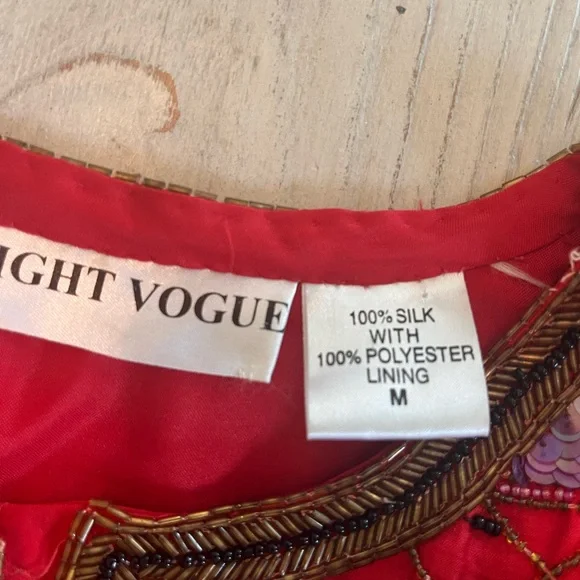 IGHT VOGUE
100% SILK
WITH
100% POLYESTER
LINING
M